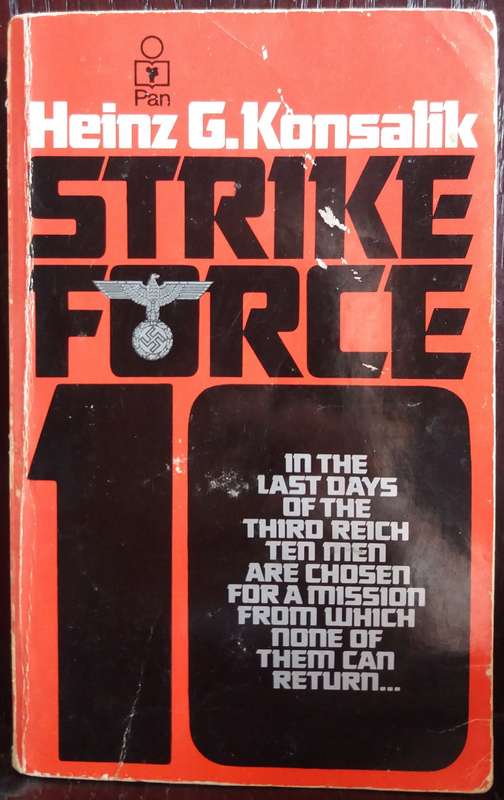 Pan
Heinz G. Konsalik
STRIKE
FORCE
10
IN THE
LAST DAYS
OF THE
THIRD REICH
TEN MEN
ARE CHOSEN
FOR A MISSION
FROM WHICH
NONE OF
THEM CAN
RETURN...